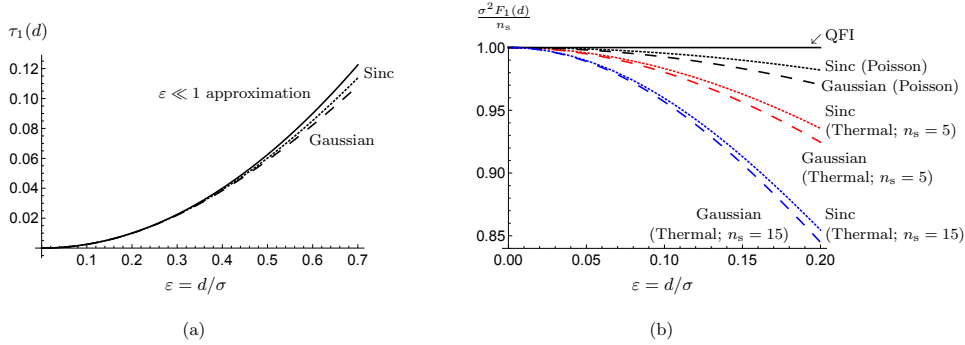 τ₁(d)
0.12
0.10
0.08
0.06
0.04
0.02
0.1 0.2 0.3 0.4 0.5 0.6 0.7
ε = d/σ
ε ≪ 1 approximation
Sinc
Gaussian
(a)
σ²F₁(d)/nₛ
1.00
0.95
0.90
0.85
0.00 0.05 0.10 0.15 0.20
ε = d/σ
QFI
Sinc (Poisson)
Gaussian (Poisson)
Sinc
(Thermal; nₛ = 5)
Gaussian
(Thermal; nₛ = 5)
Gaussian
(Thermal; nₛ = 15)
Sinc
(Thermal; nₛ = 15)
(b)